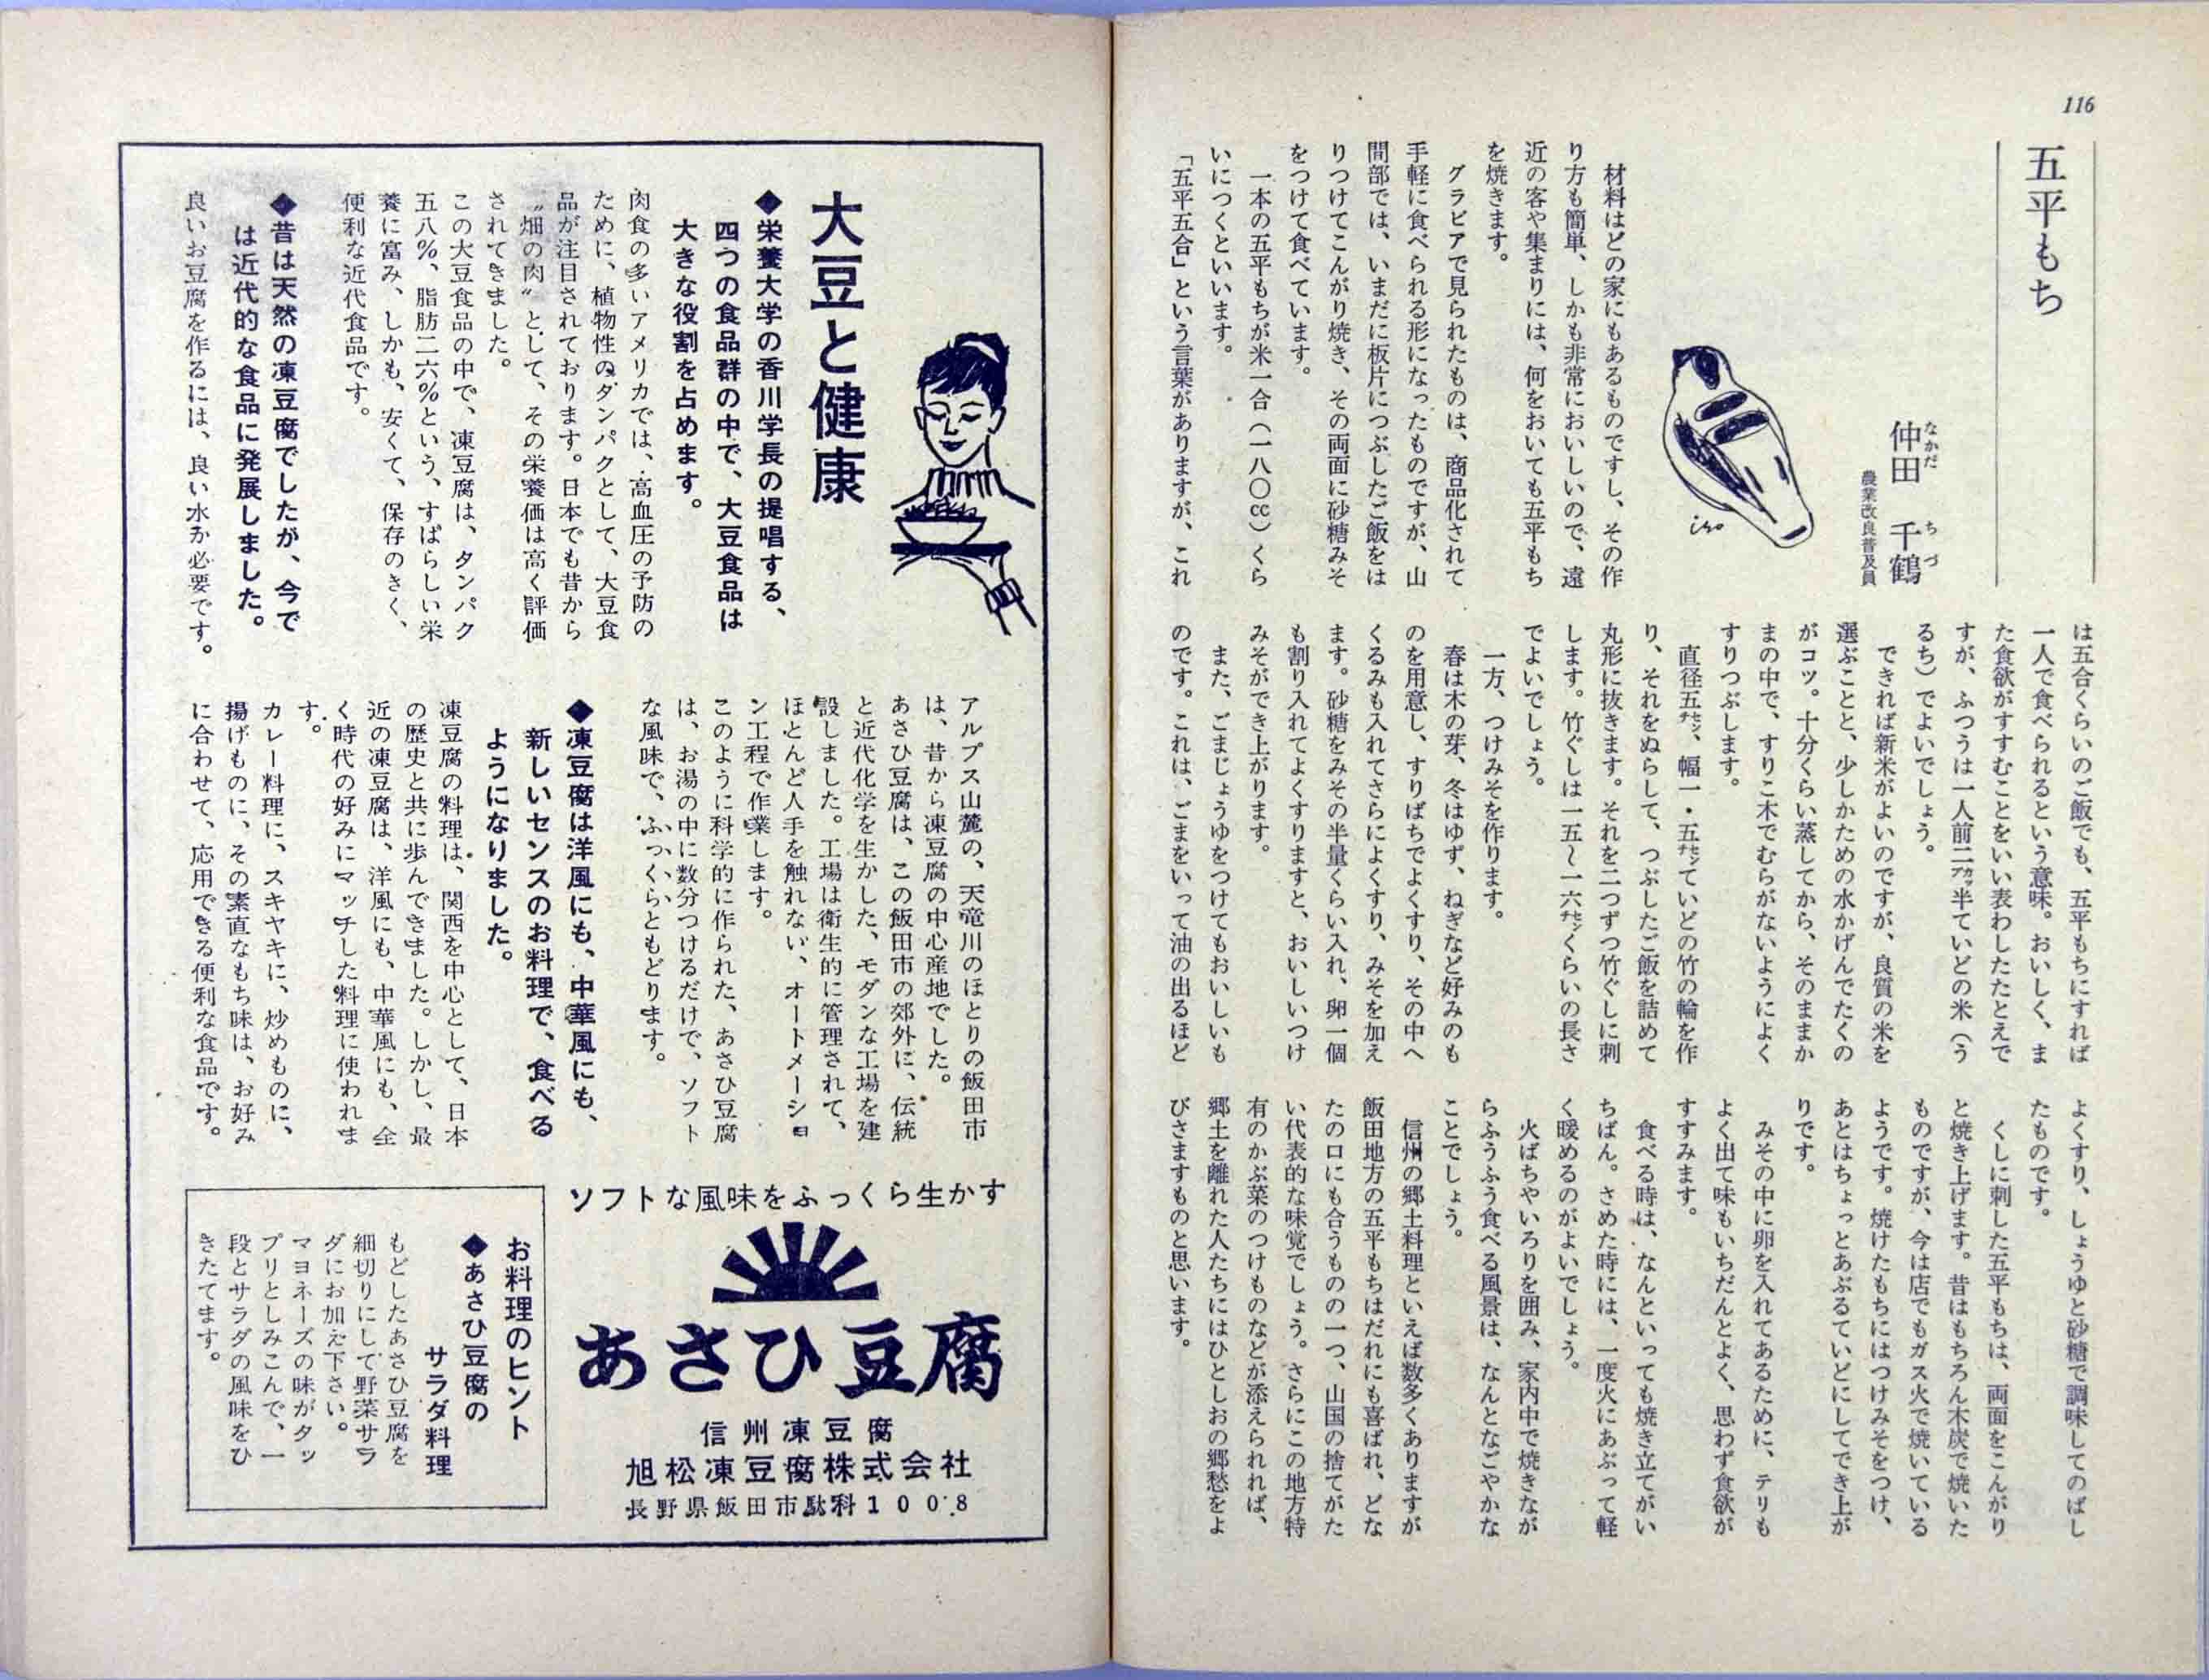 116
五平もち
仲田 千鶴
なかだ ちづ
農業改良普及員
材料はどの家にもあるものですし、その作
り方も簡単、しかも非常においしいので、遠
近の客や集まりには、何をおいても五平もち
を焼きます。
グラビアで見られたものは、商品化されて
手軽に食べられる形になったものですが、山
間部では、いまだに板片につぶしたご飯をは
りつけてこんがり焼き、その両面に砂糖みそ
をつけて食べています。
一本の五平もちが米一合（一八〇cc）くら
いにつくといいます。
「五平五合」という言葉がありますが、これ
は五合くらいのご飯でも、五平もちにすれば
一人で食べられるという意味。おいしく、ま
た食欲がすすむことをいい表わしたたとえで
すが、ふつうは一人前二カップ半ていどの米（う
るち）でよいでしょう。
できれば新米がよいのですが、良質の米を
選ぶことと、少しかための水かげんでたくの
がコツ。十分くらい蒸してから、そのままか
まの中で、すりこ木でむらがないようによく
すりつぶします。
直径五センチ、幅一・五センチていどの竹の輪を作
り、それをぬらして、つぶしたご飯を詰めて
丸形に抜きます。それを二つずつ竹ぐしに刺
します。竹ぐしは一五〜一六センチくらいの長さ
でよいでしょう。
一方、つけみそを作ります。
春は木の芽、冬はゆず、ねぎなど好みのも
のを用意し、すりばちでよくすり、その中へ
くるみも入れてさらによくすり、みそを加え
ます。砂糖をみその半量くらい入れ、卵一個
も割り入れてよくすりますと、おいしいつけ
みそができ上がります。
また、ごまじょうゆをつけてもおいしいも
のです。これは、ごまをいって油の出るほど
よくすり、しょうゆと砂糖で調味してのばし
たものです。
くしに刺した五平もちは、両面をこんがり
と焼き上げます。昔はもちろん木炭で焼いた
ものですが、今は店でもガス火で焼いている
ようです。焼けたもちにはつけみそをつけ、
あとはちょっとあぶるていどにしてでき上が
りです。
みその中に卵を入れてあるために、テリも
よく出て味もいちだんとよく、思わず食欲が
すすみます。
食べる時は、なんといっても焼き立てがい
ちばん。さめた時には、一度火にあぶって軽
く暖めるのがよいでしょう。
火ばちやいろりを囲み、家内中で焼きなが
らふうふう食べる風景は、なんとなごやかな
ことでしょう。
信州の郷土料理といえば数多くありますが
飯田地方の五平もちはだれにも喜ばれ、どな
たの口にも合うものの一つ、山国の捨てがた
い代表的な味覚でしょう。さらにこの地方特
有のかぶ菜のつけものなどが添えられれば、
郷土を離れた人たちにはひとしおの郷愁をよ
びさますものと思います。
iso
大豆と健康
◆栄養大学の香川学長の提唱する、
四つの食品群の中で、大豆食品は
大きな役割を占めます。
肉食の多いアメリカでは、高血圧の予防の
ために、植物性のタンパクとして、大豆食
品が注目されております。日本でも昔から
〝畑の肉〟として、その栄養価は高く評価
されてきました。
この大豆食品の中で、凍豆腐は、タンパク
五八％、脂肪二六％という、すばらしい栄
養に富み、しかも、安くて、保存のきく、
便利な近代食品です。
◆昔は天然の凍豆腐でしたが、今で
は近代的な食品に発展しました。
良いお豆腐を作るには、良い水が必要です。
アルプス山麓の、天竜川のほとりの飯田市
は、昔から凍豆腐の中心産地でした。
あさひ豆腐は、この飯田市の郊外に、伝統
と近代化学を生かした、モダンな工場を建
設しました。工場は衛生的に管理されて、
ほとんど人手を触れない、オートメーショ
ン工程で作業します。
このように科学的に作られた、あさひ豆腐
は、お湯の中に数分つけるだけで、ソフト
な風味で、ふっくらともどります。
◆凍豆腐は洋風にも、中華風にも、
新しいセンスのお料理で、食べる
ようになりました。
凍豆腐の料理は、関西を中心として、日本
の歴史と共に歩んできました。しかし、最
近の凍豆腐は、洋風にも、中華風にも、全
く時代の好みにマッチした料理に使われま
す。
カレー料理に、スキヤキに、炒めものに、
揚げものに、その素直なもち味は、お好み
に合わせて、応用できる便利な食品です。
ソフトな風味をふっくら生かす
あさひ豆腐
信州凍豆腐
旭松凍豆腐株式会社
長野県飯田市駄科1008
お料理のヒント
◆あさひ豆腐の
サラダ料理
もどしたあさひ豆腐を
細切りにして野菜サラ
ダにお加え下さい。
マヨネーズの味がタッ
プリとしみこんで、一
段とサラダの風味をひ
きたてます。